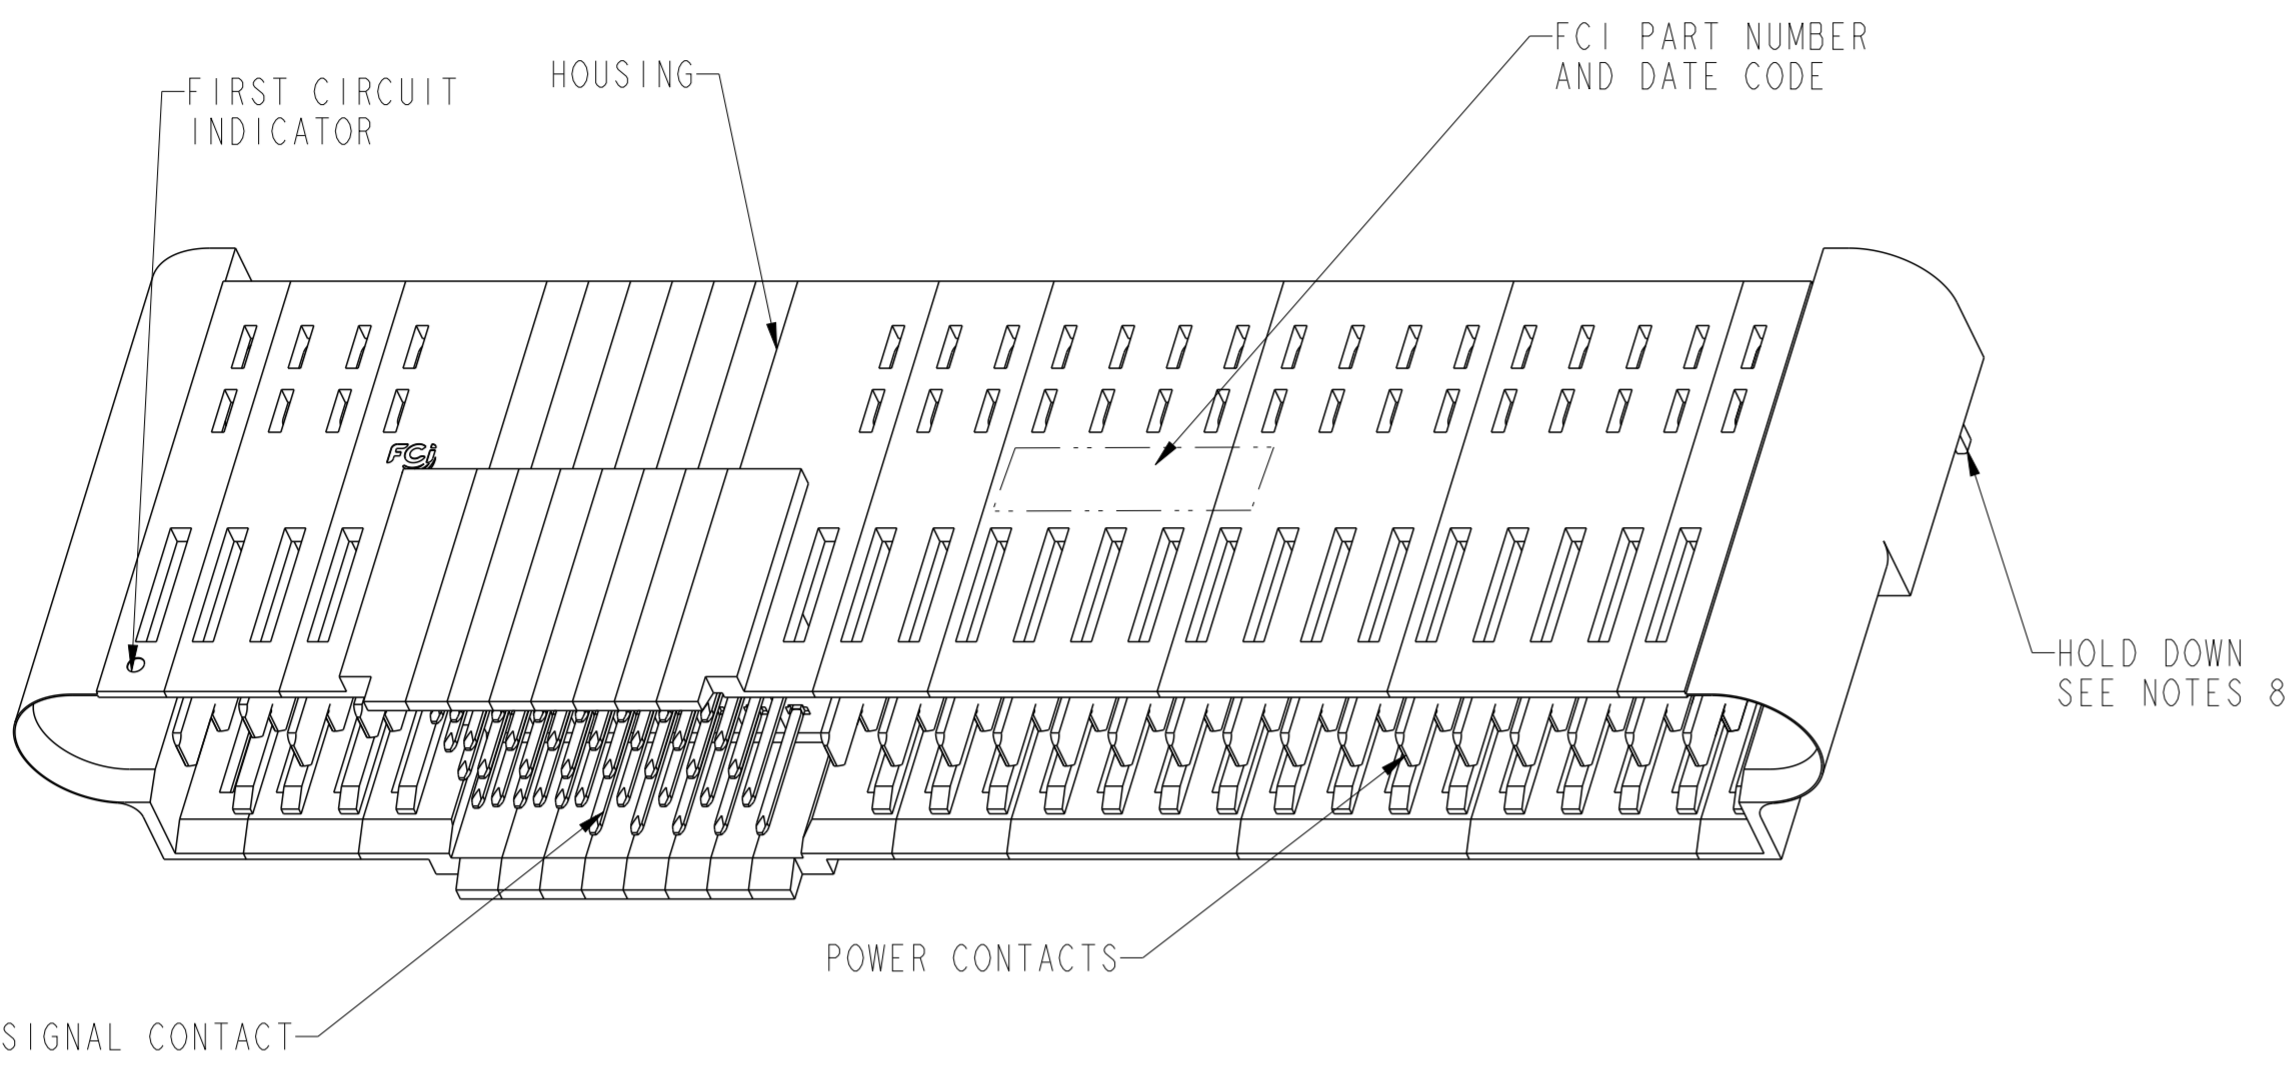 FCI PART NUMBER
AND DATE CODE
HOUSING
FIRST CIRCUIT
INDICATOR
FCi
HOLD DOWN
SEE NOTES 8
POWER CONTACTS
SIGNAL CONTACT